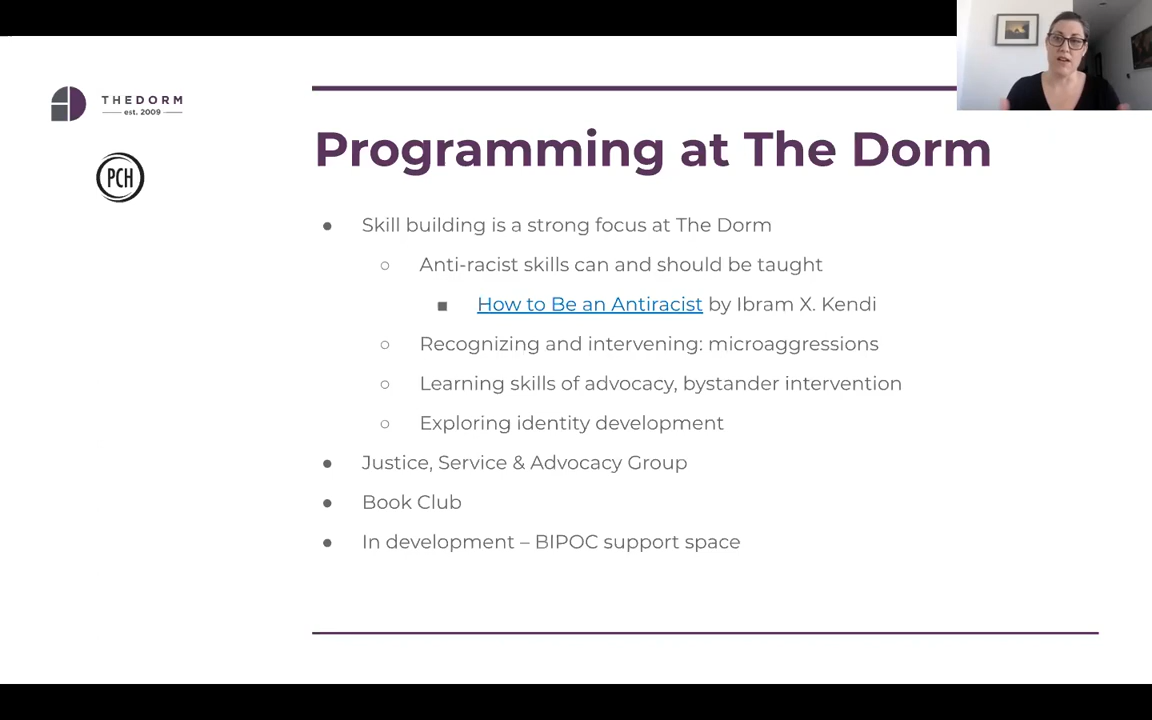 THEDORM
est. 2009
PCH
Programming at The Dorm
● Skill building is a strong focus at The Dorm
○ Anti-racist skills can and should be taught
■ How to Be an Antiracist by Ibram X. Kendi
○ Recognizing and intervening: microaggressions
○ Learning skills of advocacy, bystander intervention
○ Exploring identity development
● Justice, Service & Advocacy Group
● Book Club
● In development – BIPOC support space